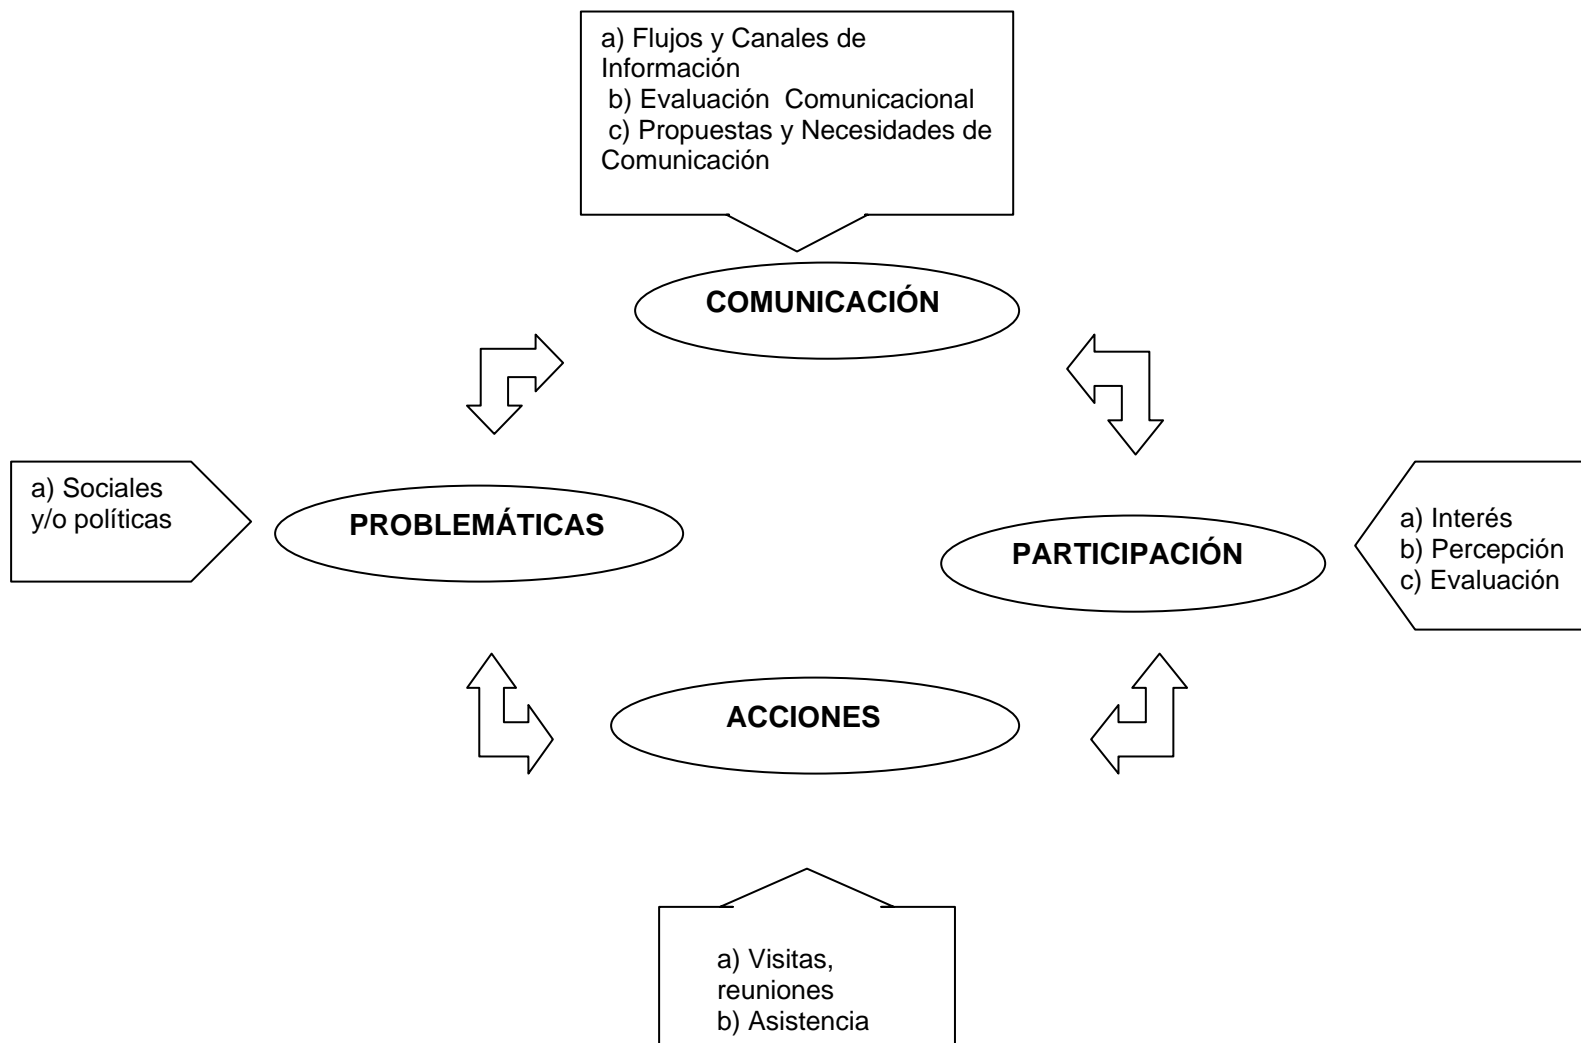 a) Flujos y Canales de
Información
b) Evaluación Comunicacional
c) Propuestas y Necesidades de
Comunicación
COMUNICACIÓN
a) Sociales
y/o políticas
PROBLEMÁTICAS
PARTICIPACIÓN
a) Interés
b) Percepción
c) Evaluación
ACCIONES
a) Visitas,
reuniones
b) Asistencia